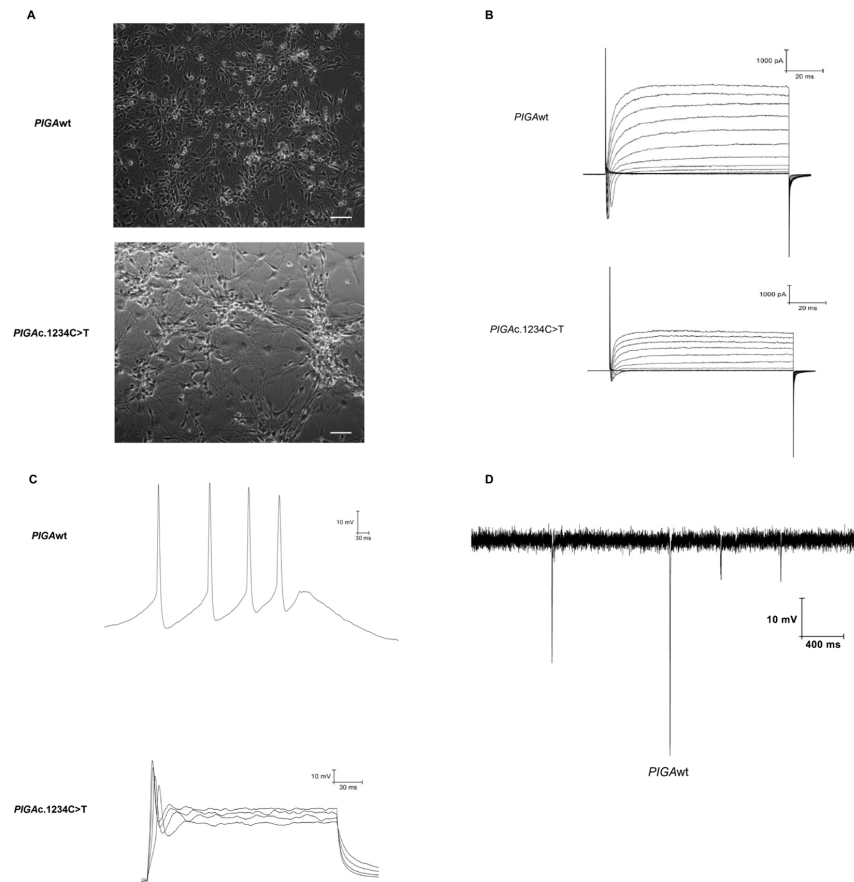 A
PIGAwt
PIGAc.1234C>T
B
PIGAwt
1000 pA
20 ms
PIGAc.1234C>T
1000 pA
20 ms
C
PIGAwt
10 mV
30 ms
PIGAc.1234C>T
10 mV
30 ms
D
10 mV
400 ms
PIGAwt